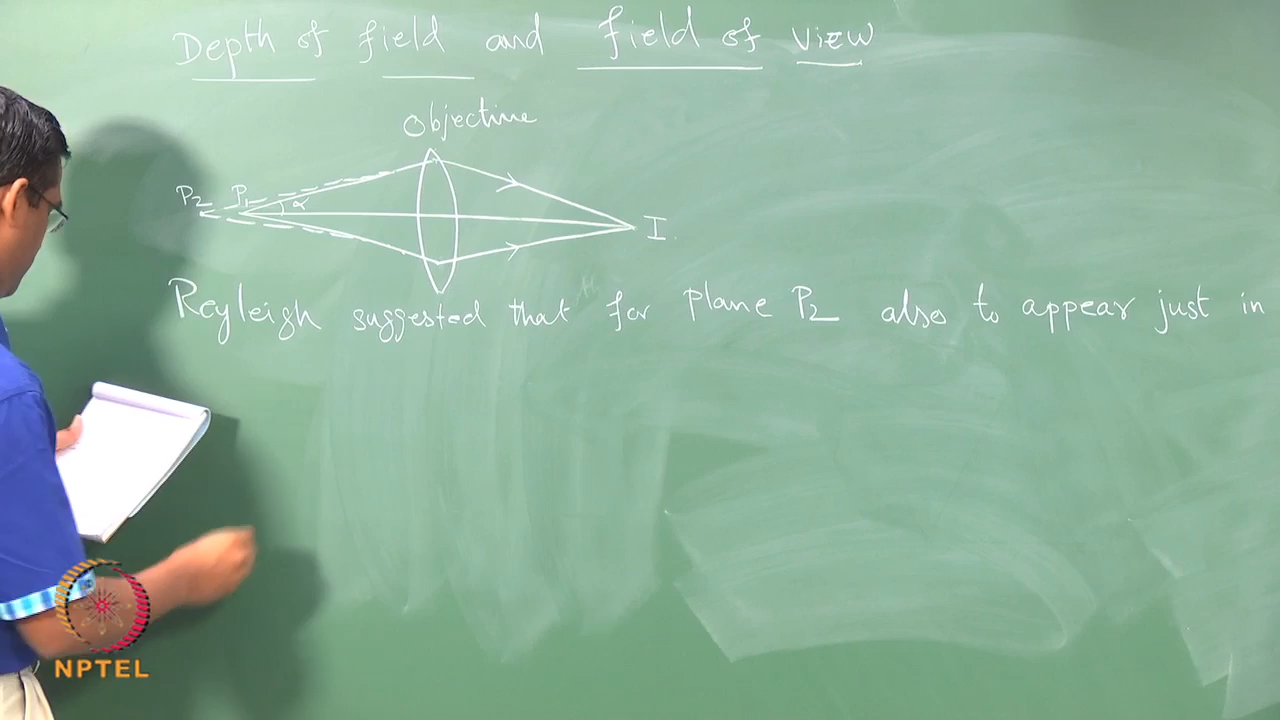 Depth of field and field of view
Objective
P2 P1 α
I
Reyleigh suggested that for plane P2 also to appear just in
NPTEL